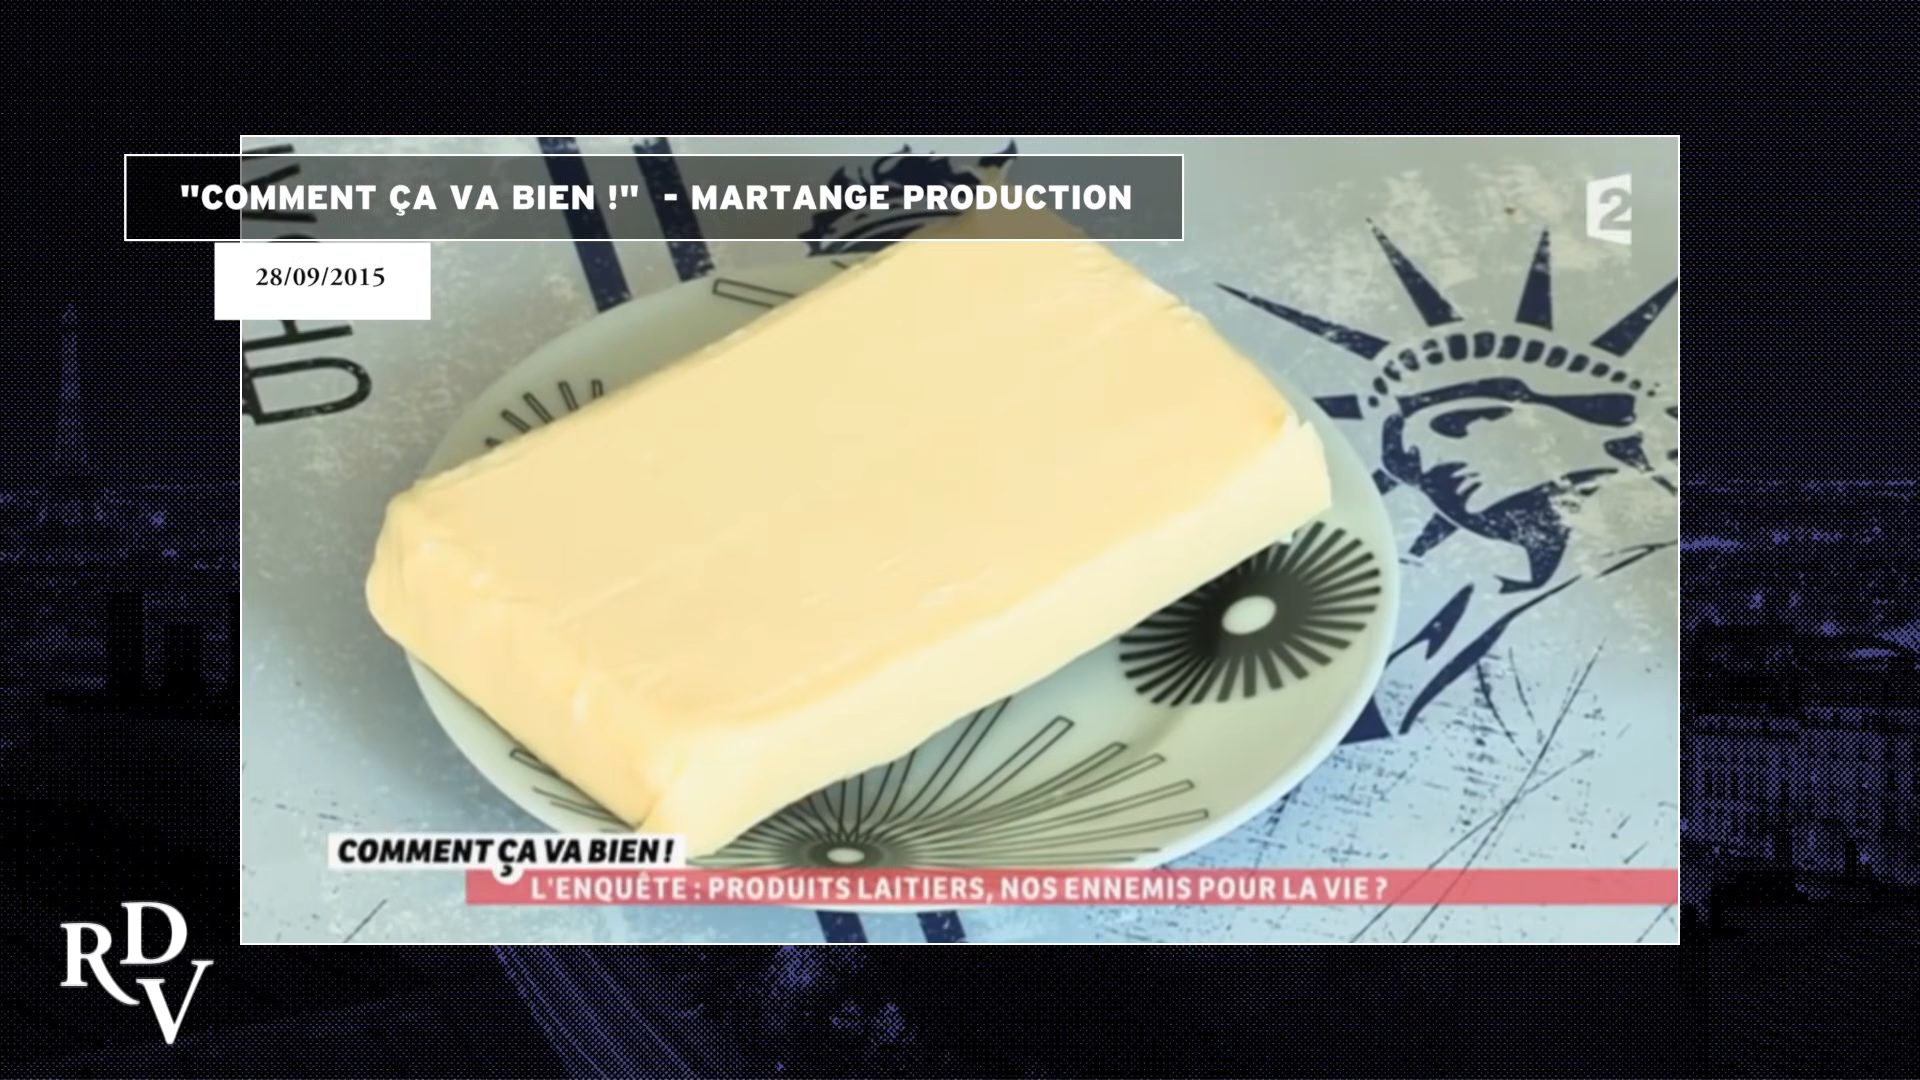 "COMMENT ÇA VA BIEN !" - MARTANGE PRODUCTION
28/09/2015
2
COMMENT ÇA VA BIEN !
L'ENQUÊTE : PRODUITS LAITIERS, NOS ENNEMIS POUR LA VIE ?
RDV